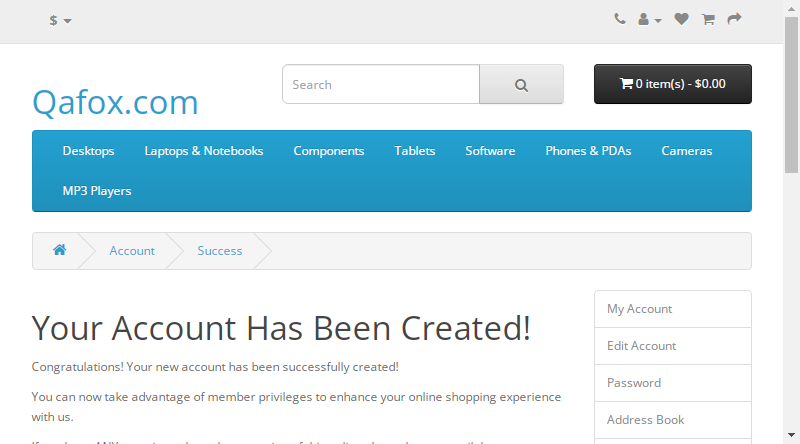 $
Qafox.com
Search
0 item(s) - $0.00
Desktops
Laptops & Notebooks
Components
Tablets
Software
Phones & PDAs
Cameras
MP3 Players
Account
Success
Your Account Has Been Created!
Congratulations! Your new account has been successfully created!
You can now take advantage of member privileges to enhance your online shopping experience
with us.
My Account
Edit Account
Password
Address Book